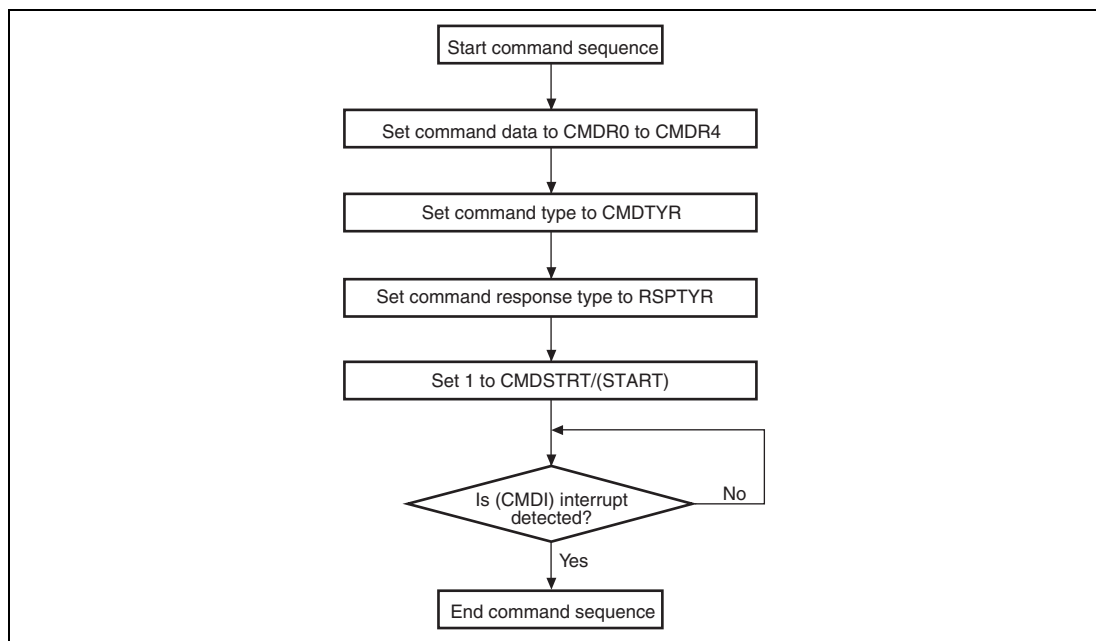 Start command sequence
Set command data to CMDR0 to CMDR4
Set command type to CMDTYR
Set command response type to RSPTYR
Set 1 to CMDSTRT/(START)
Is (CMDI) interrupt
detected?
No
Yes
End command sequence